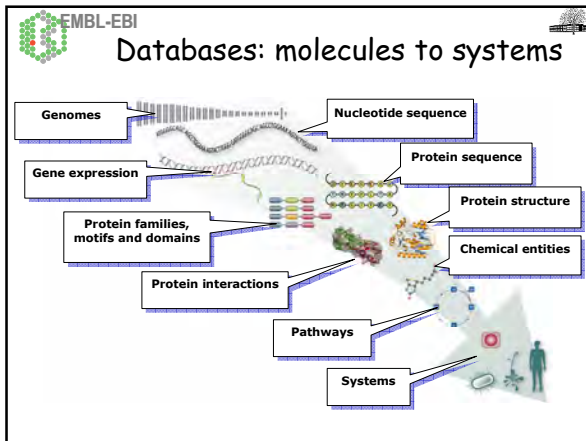 EMBL-EBI
Databases: molecules to systems
Genomes
Nucleotide sequence
Gene expression
Protein sequence
Protein families,
motifs and domains
Protein structure
Chemical entities
Protein interactions
Pathways
Systems